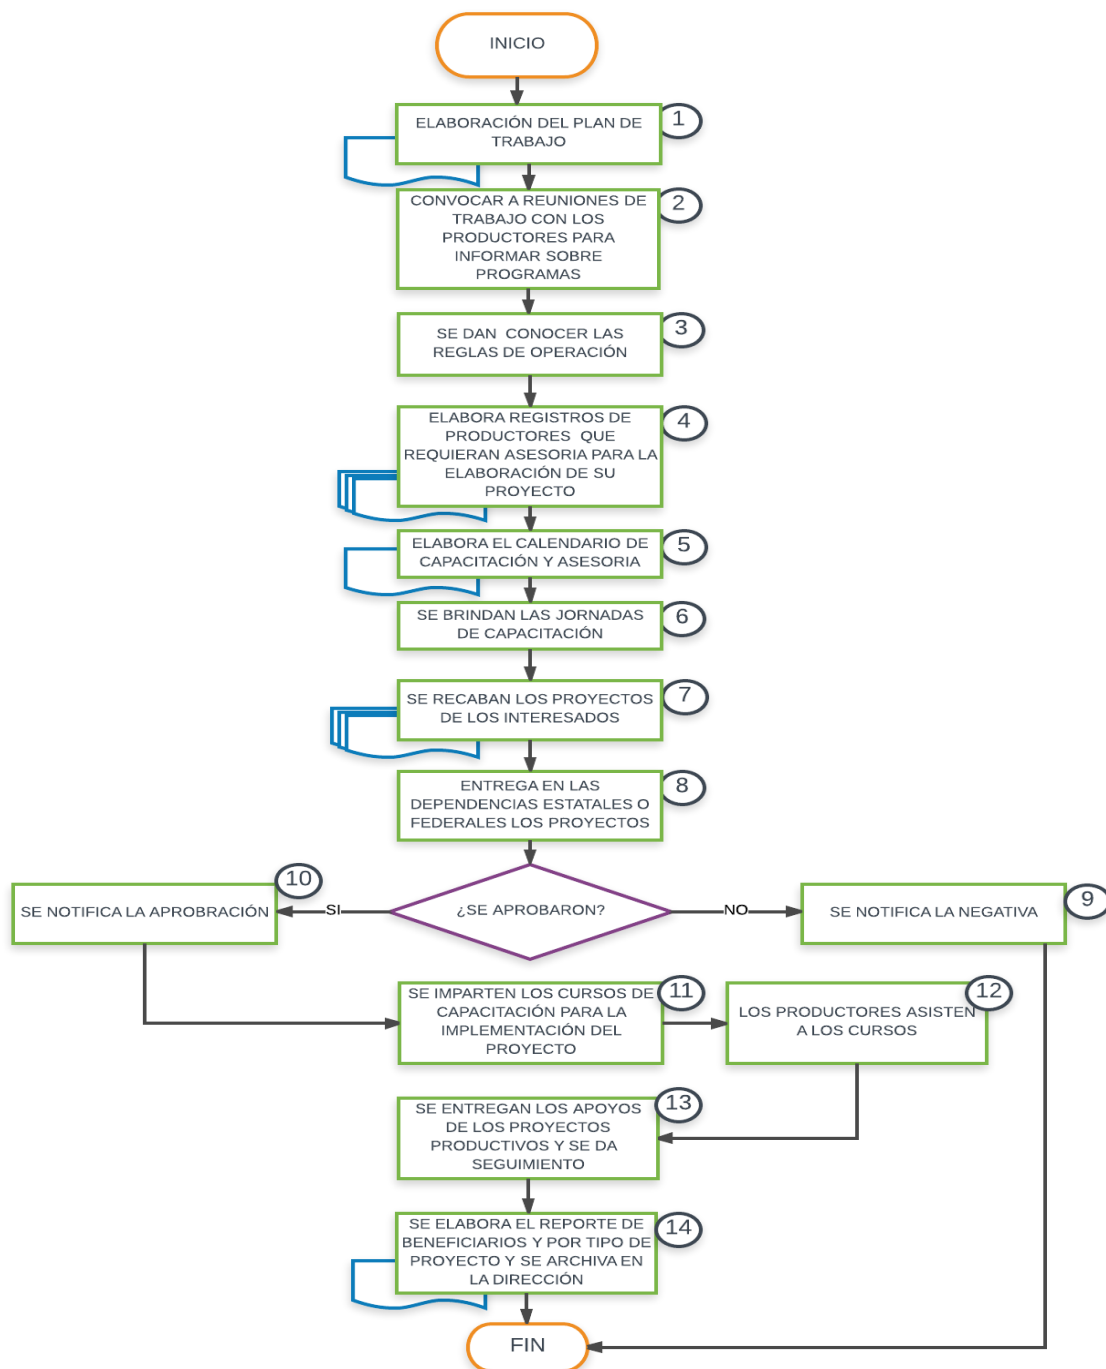 INICIO
1
ELABORACIÓN DEL PLAN DE
TRABAJO
2
CONVOCAR A REUNIONES DE
TRABAJO CON LOS
PRODUCTORES PARA
INFORMAR SOBRE
PROGRAMAS
3
SE DAN CONOCER LAS
REGLAS DE OPERACIÓN
4
ELABORA REGISTROS DE
PRODUCTORES QUE
REQUIERAN ASESORIA PARA LA
ELABORACIÓN DE SU
PROYECTO
5
ELABORA EL CALENDARIO DE
CAPACITACIÓN Y ASESORIA
6
SE BRINDAN LAS JORNADAS
DE CAPACITACIÓN
7
SE RECABAN LOS PROYECTOS
DE LOS INTERESADOS
8
ENTREGA EN LAS
DEPENDENCIAS ESTATALES O
FEDERALES LOS PROYECTOS
10
SE NOTIFICA LA APROBRACIÓN
SI
¿SE APROBARON?
NO
9
SE NOTIFICA LA NEGATIVA
11
SE IMPARTEN LOS CURSOS DE
CAPACITACIÓN PARA LA
IMPLEMENTACIÓN DEL
PROYECTO
12
LOS PRODUCTORES ASISTEN
A LOS CURSOS
13
SE ENTREGAN LOS APOYOS
DE LOS PROYECTOS
PRODUCTIVOS Y SE DA
SEGUIMIENTO
14
SE ELABORA EL REPORTE DE
BENEFICIARIOS Y POR TIPO DE
PROYECTO Y SE ARCHIVA EN
LA DIRECCIÓN
FIN